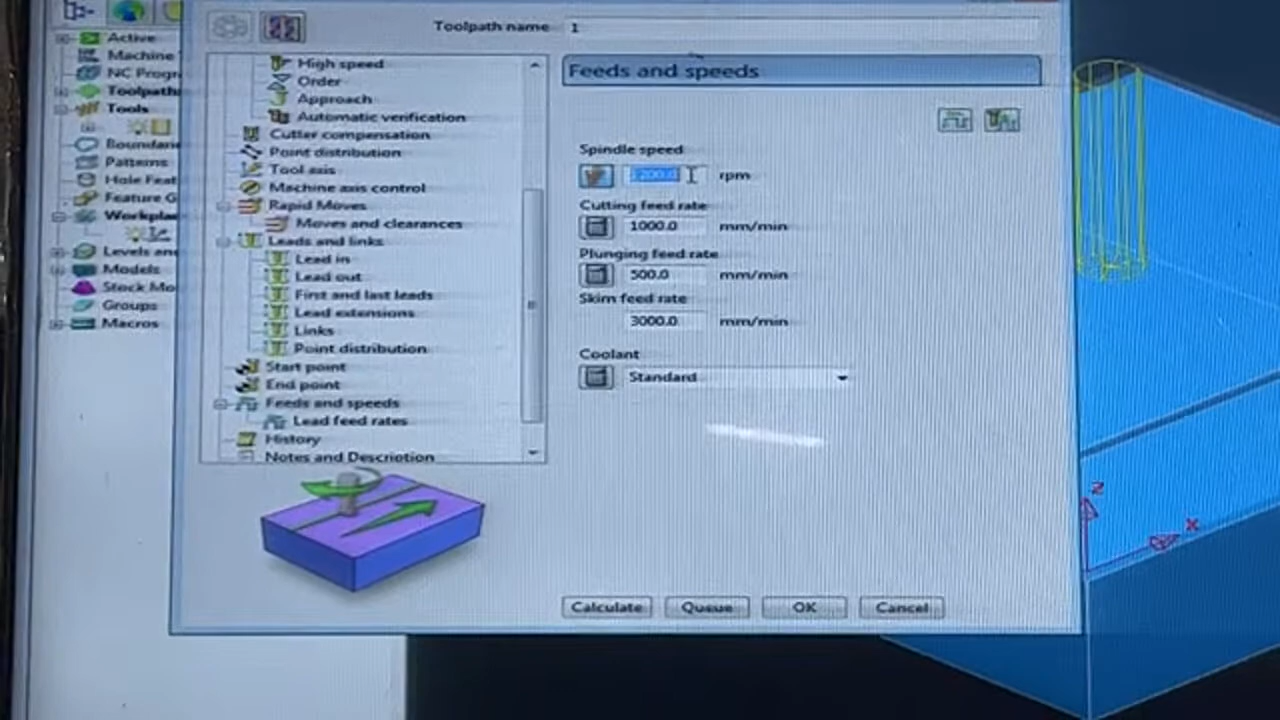 Toolpath name 1
Active
Machine
NC Progr
Toolpaths
Tools
Boundar
Patterns
Hole Feat
Feature G
Workpla
Levels an
Models
Stock Mo
Groups
Macros
High speed
Order
Approach
Automatic verification
Cutter compensation
Point distribution
Tool axis
Machine axis control
Rapid Moves
Moves and clearances
Leads and links
Lead in
Lead out
First and last leads
Lead extensions
Links
Point distribution
Start point
End point
Feeds and speeds
Lead feed rates
History
Notes and Description
Feeds and speeds
Spindle speed
rpm
Cutting feed rate
1000.0 mm/min
Plunging feed rate
500.0 mm/min
Skim feed rate
3000.0 mm/min
Coolant
Standard
Calculate Queue OK Cancel
Z
X